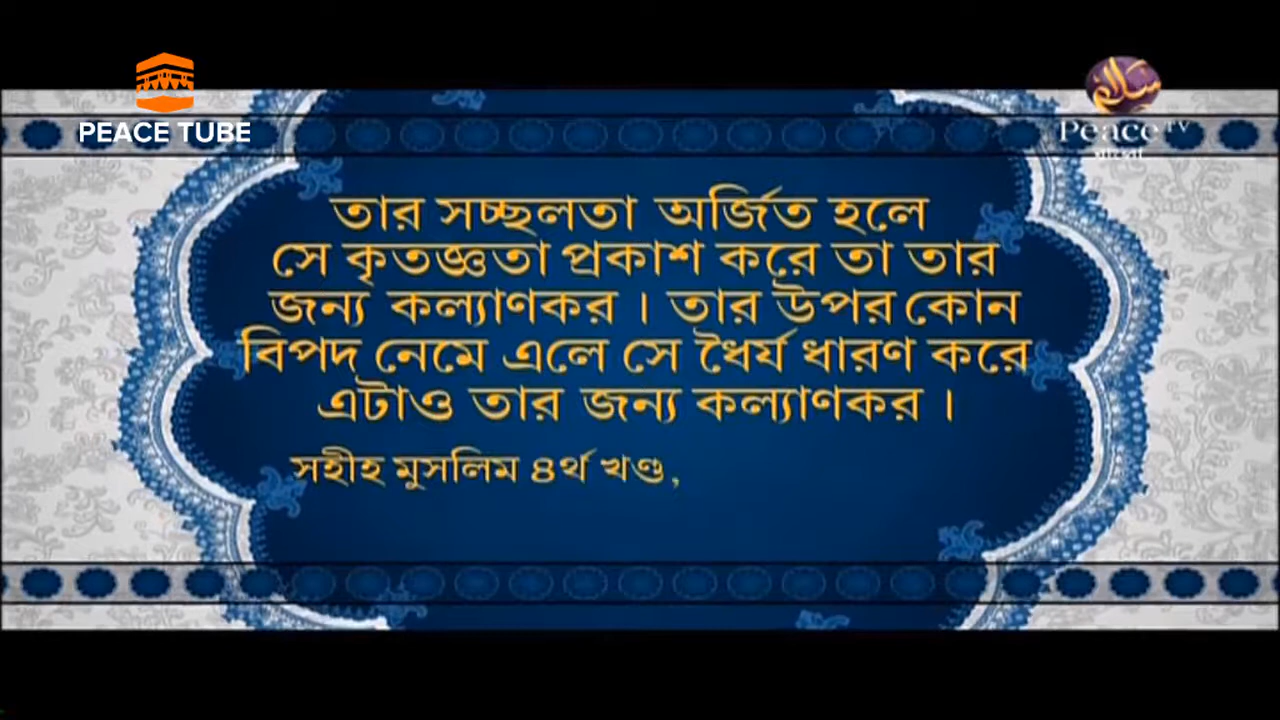 PEACE TUBE
سلام
Peace TV
বাংলা
তার সচ্ছলতা অর্জিত হলে
সে কৃতজ্ঞতা প্রকাশ করে তা তার
জন্য কল্যাণকর ।  তার উপর কোন
বিপদ নেমে এলে সে ধৈর্য ধারণ করে
এটাও তার জন্য কল্যাণকর ।
সহীহ মুসলিম ৪র্থ খণ্ড,